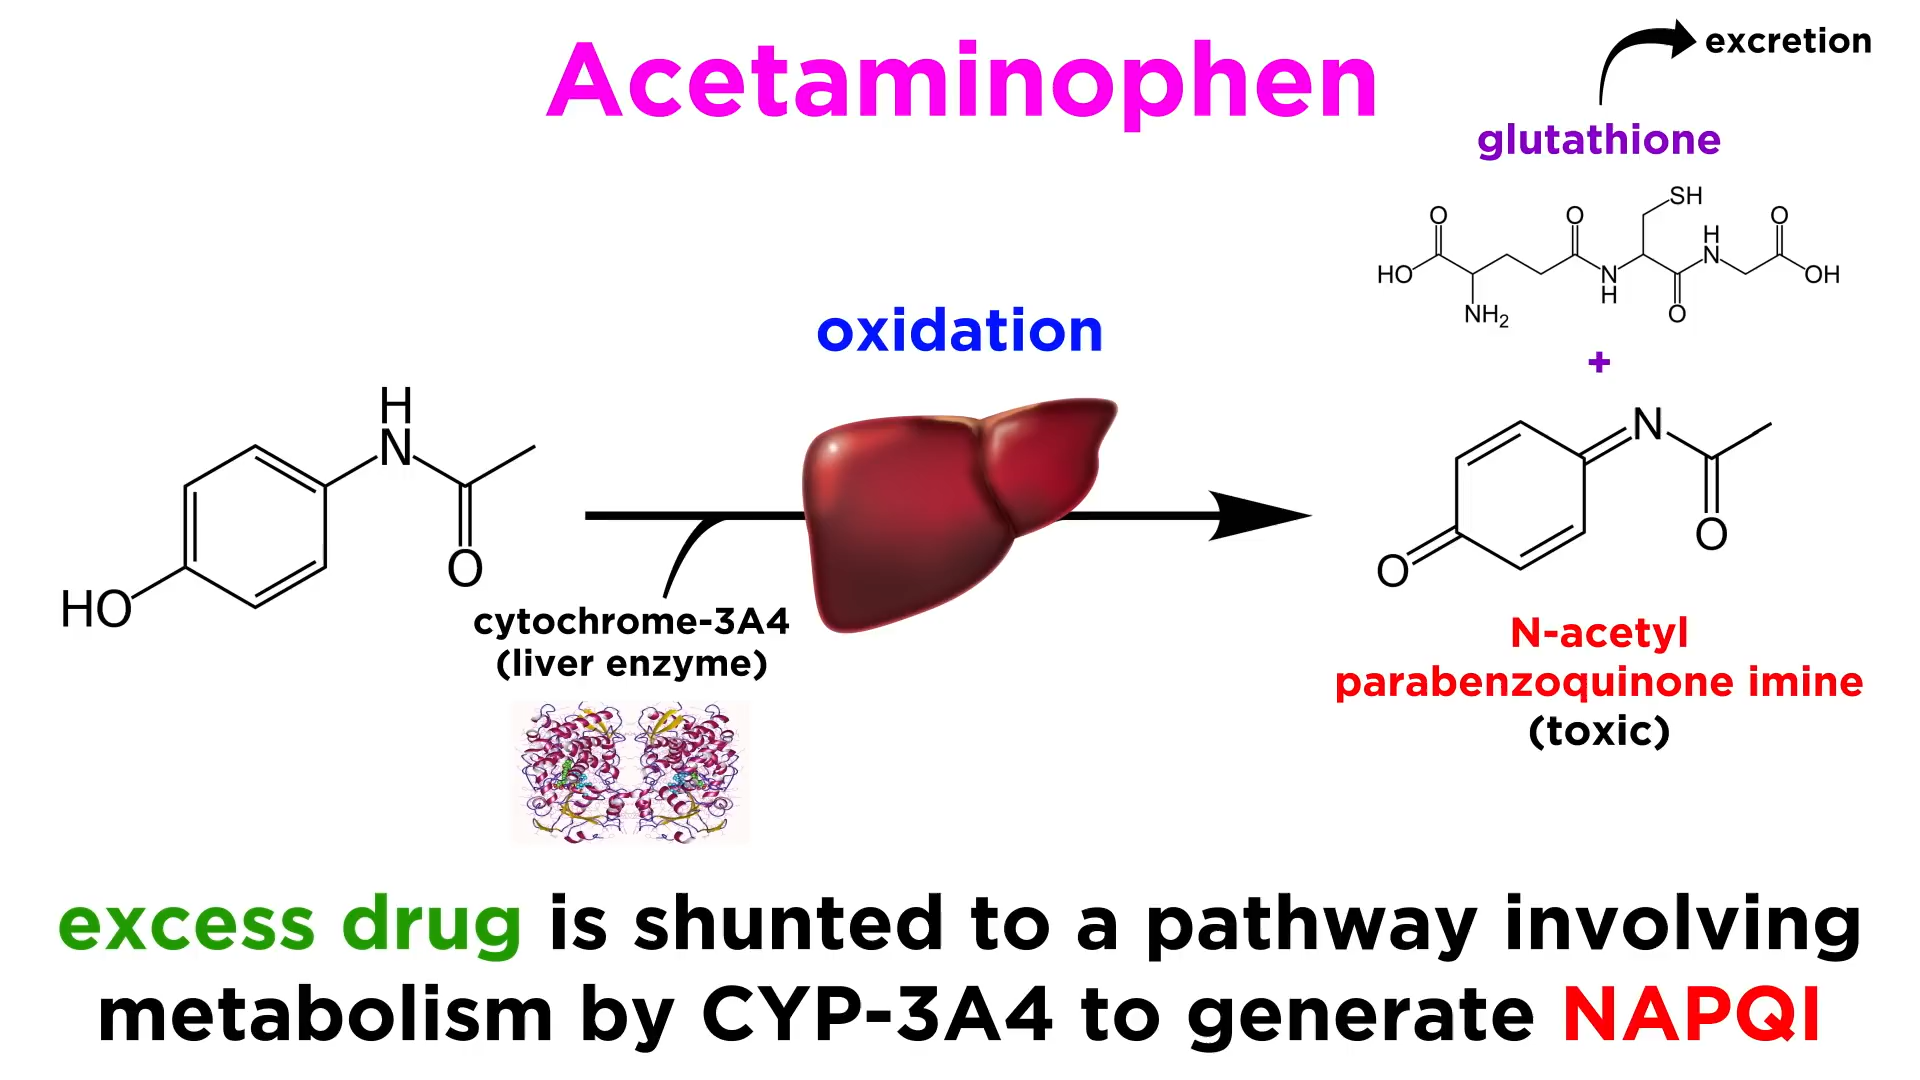 Acetaminophen
excretion
glutathione
SH
O
O
H
O
HO
N
N
OH
H
NH2
O
+
oxidation
H
N
O
HO
cytochrome-3A4
(liver enzyme)
N
O
O
N-acetyl
parabenzoquinone imine
(toxic)
excess drug is shunted to a pathway involving
metabolism by CYP-3A4 to generate NAPQI